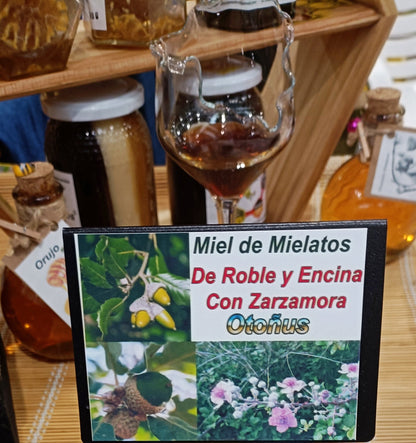 Miel de Mielatos
De Roble y Encina
Con Zarzamora
Otoñus
Orujo